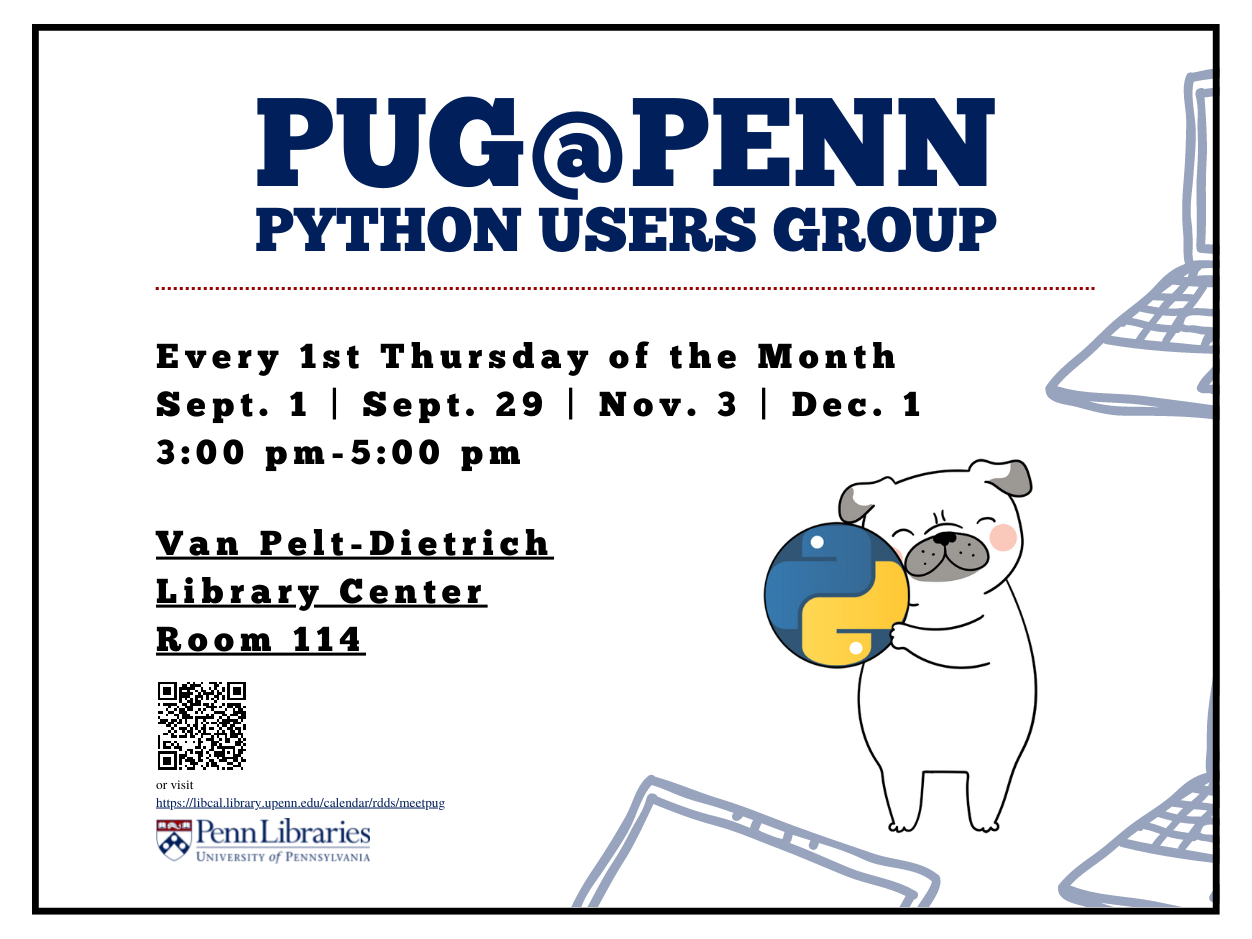 PUG@PENN
PYTHON USERS GROUP
Every 1st Thursday of the Month
Sept. 1 | Sept. 29 | Nov. 3 | Dec. 1
3:00 pm-5:00 pm
Van Pelt-Dietrich
Library Center
Room 114
or visit
https://libcal.library.upenn.edu/calendar/rdds/meetpug
Penn Libraries
UNIVERSITY of PENNSYLVANIA